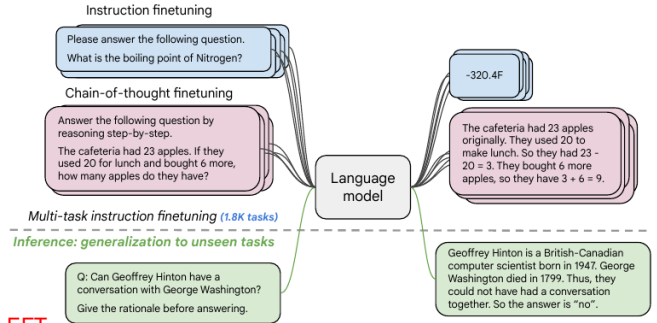 Instruction finetuning
Please answer the following question.
What is the boiling point of Nitrogen?
-320.4F
Chain-of-thought finetuning
Answer the following question by
reasoning step-by-step.
The cafeteria had 23 apples. If they
used 20 for lunch and bought 6 more,
how many apples do they have?
Language
model
The cafeteria had 23 apples
originally. They used 20 to
make lunch. So they had 23 -
20 = 3. They bought 6 more
apples, so they have 3 + 6 = 9.
Multi-task instruction finetuning (1.8K tasks)
Inference: generalization to unseen tasks
Q: Can Geoffrey Hinton have a
conversation with George Washington?
Give the rationale before answering.
Geoffrey Hinton is a British-Canadian
computer scientist born in 1947. George
Washington died in 1799. Thus, they
could not have had a conversation
together. So the answer is “no”.